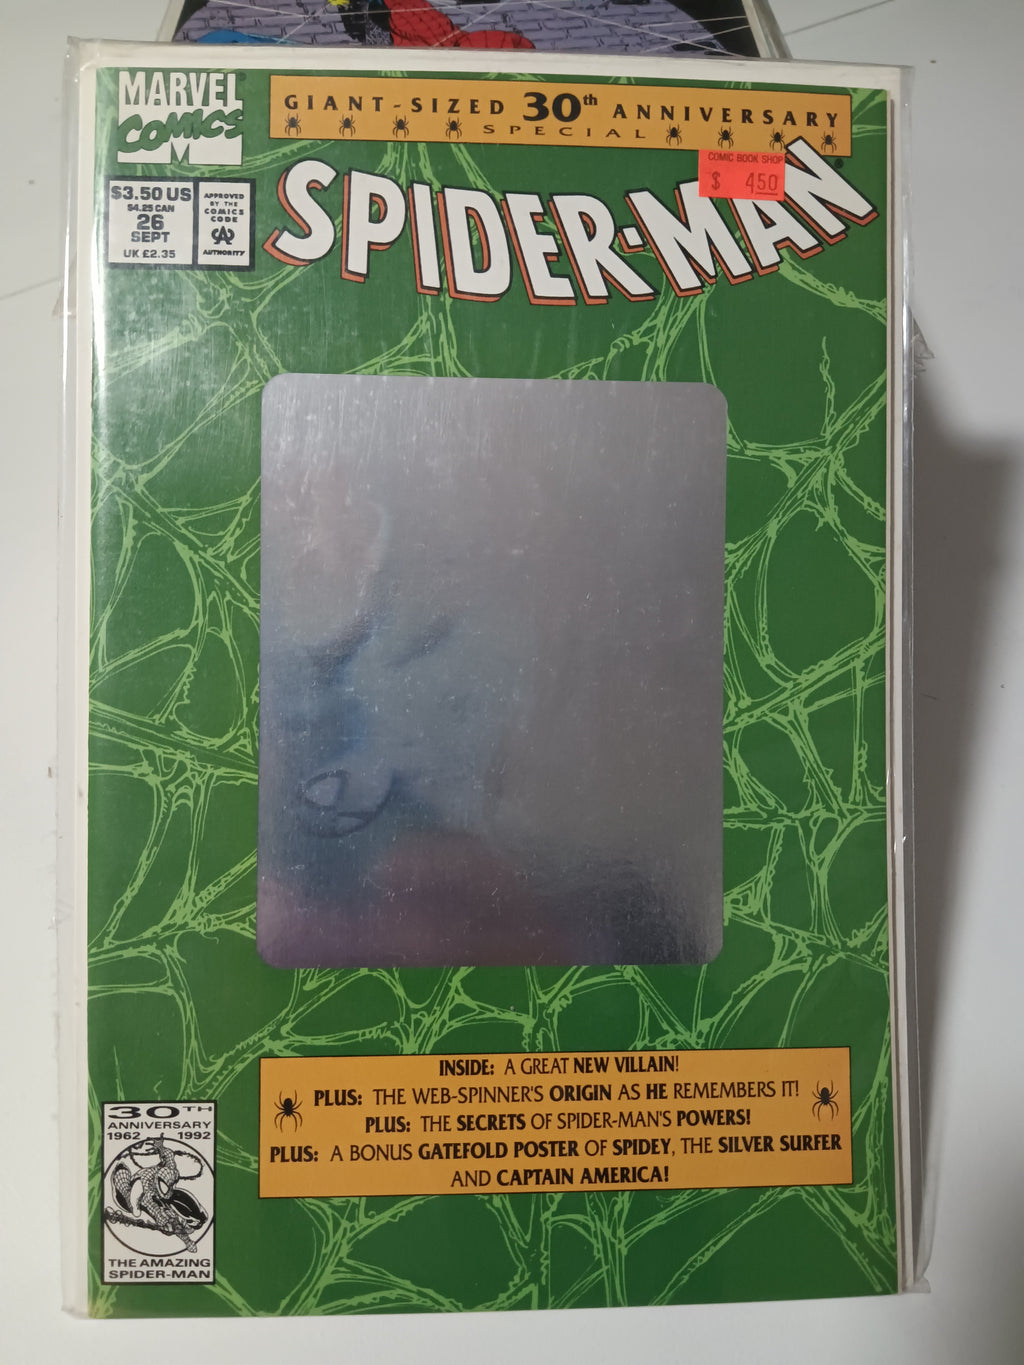 MARVEL
COMICS
GIANT-SIZED 30th ANNIVERSARY
SPECIAL
COMIC BOOK SHOP
$ 450
SPIDER-MAN
$3.50 US
$4.25 CAN
26
SEPT
UK £2.35
APPROVED
BY THE
COMICS
CODE
CA
AUTHORITY
INSIDE: A GREAT NEW VILLAIN!
PLUS: THE WEB-SPINNER'S ORIGIN AS HE REMEMBERS IT!
PLUS: THE SECRETS OF SPIDER-MAN'S POWERS!
PLUS: A BONUS GATEFOLD POSTER OF SPIDEY, THE SILVER SURFER
AND CAPTAIN AMERICA!
30TH
ANNIVERSARY
1962 1992
THE AMAZING
SPIDER-MAN